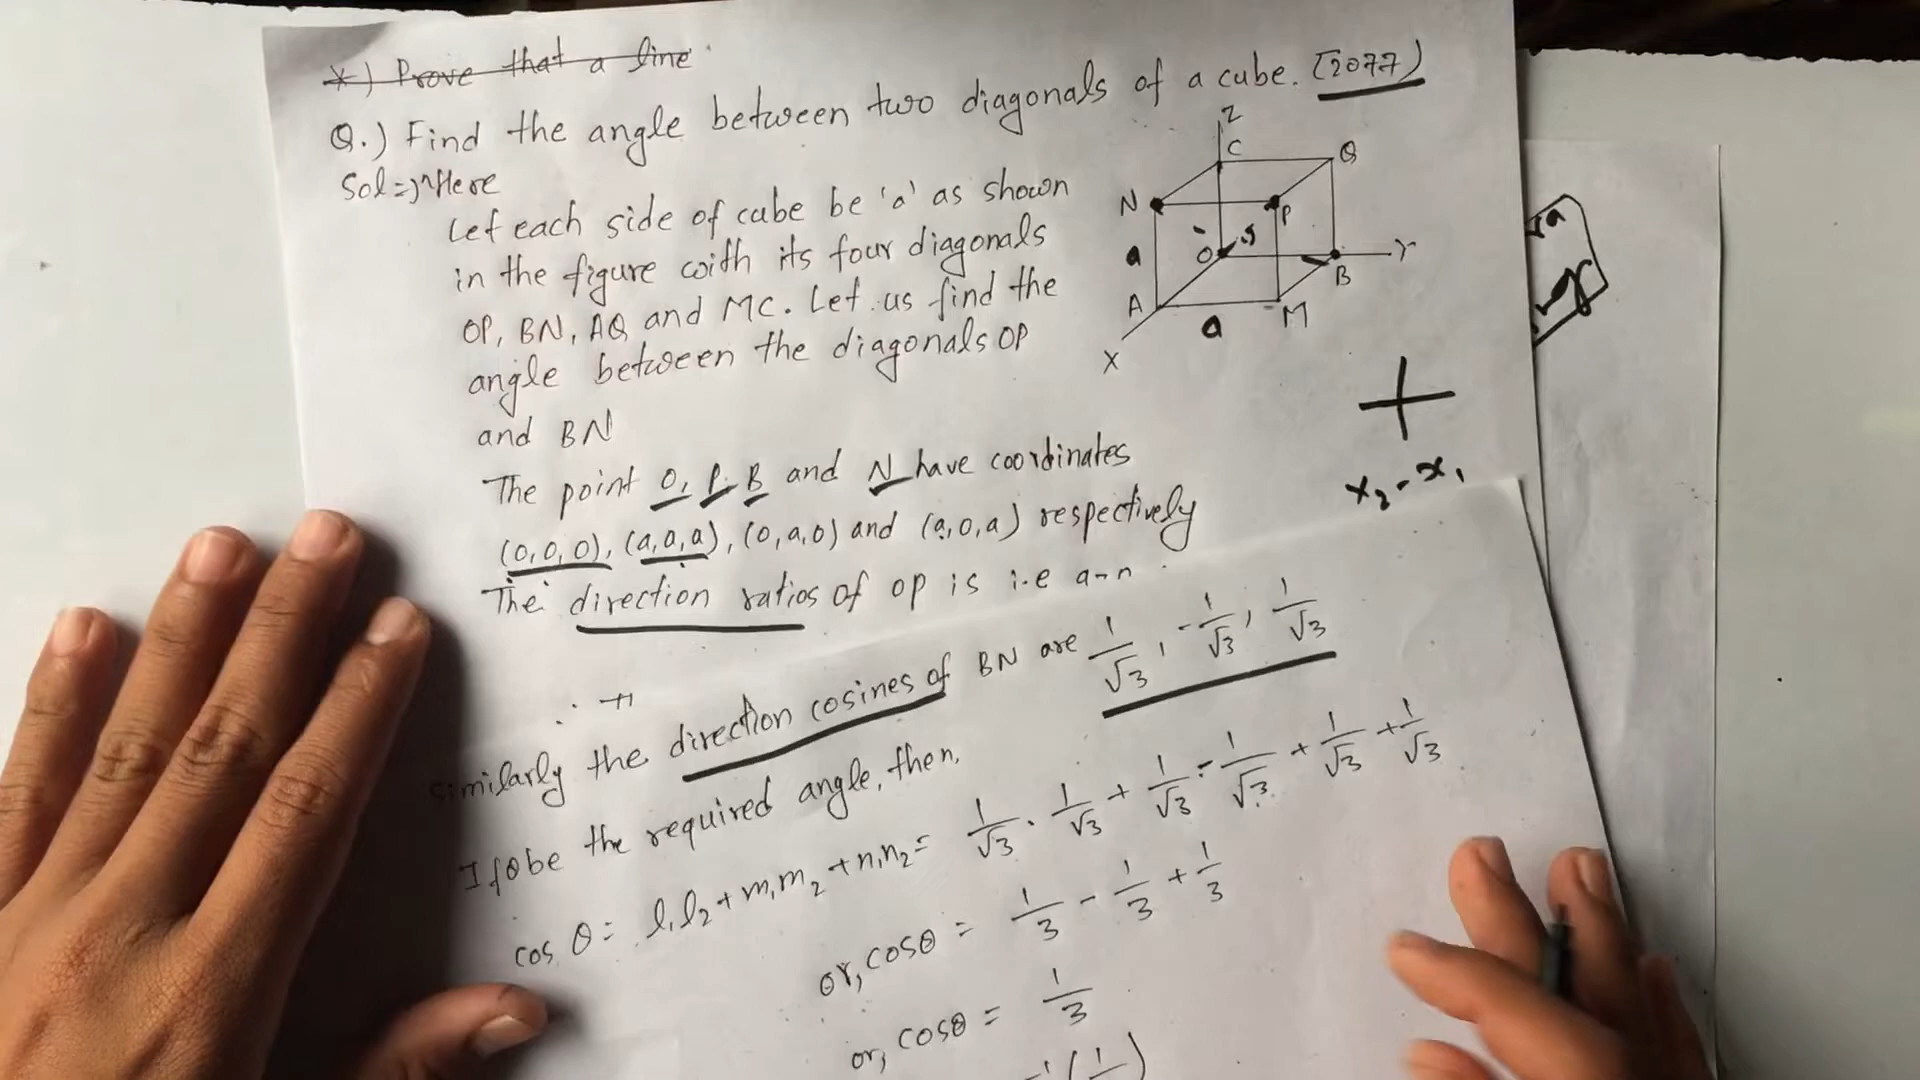 *) Prove that a line
Q.) Find the angle between two diagonals of a cube. [2077)
Sol=)ⁿHere
Let each side of cube be 'a' as shown
in the figure with its four diagonals
OP, BN, AQ and MC. Let us find the
angle between the diagonals OP
and BN
The point O, P, B and N have coordinates
(0,0,0), (a,0,a), (0,a,0) and (a,0,a) respectively
The direction ratios of OP is i.e a-n
Similarly the direction cosines of BN are 1/√3, -1/√3, 1/√3
If θ be the required angle, then,
cos θ = l₁l₂ + m₁m₂ + n₁n₂ = 1/√3 . 1/√3 + 1/√3 . -1/√3 + 1/√3 + 1/√3
or, cosθ = 1/3 - 1/3 + 1/3
or, cosθ = 1/3
Z
C
Q
N
P
a
O
Y
B
A
M
a
X
x₂ - x₁